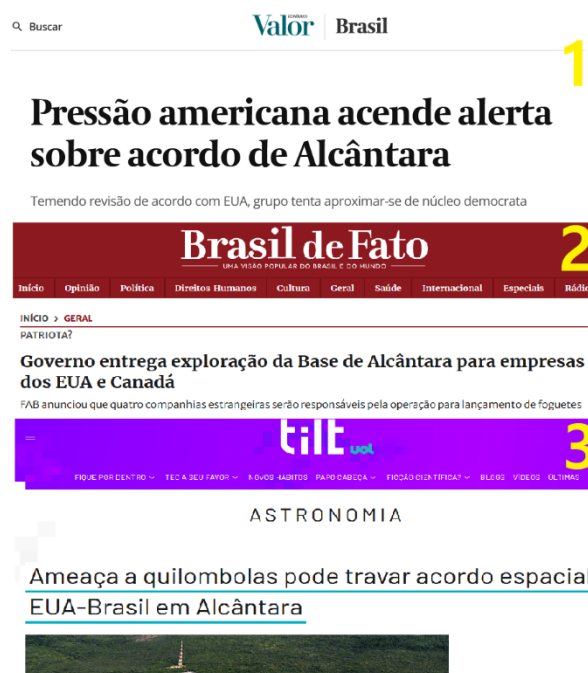 Buscar
Valor Brasil
1
Pressão americana acende alerta
sobre acordo de Alcântara
Temendo revisão de acordo com EUA, grupo tenta aproximar-se de núcleo democrata
Brasil de Fato
2
UMA VISÃO POPULAR DO BRASIL E DO MUNDO
Início Opinião Política Direitos Humanos Cultura Geral Saúde Internacional Especiais Rádio
INÍCIO > GERAL
PATRIOTA?
Governo entrega exploração da Base de Alcântara para empresas
dos EUA e Canadá
FAB anunciou que quatro companhias estrangeiras serão responsáveis pela operação para lançamento de foguetes
tilt uol
3
FIQUE POR DENTRO TEC A SEU FAVOR NOVOS HÁBITOS PAPO CABEÇA FICÇÃO CIENTÍFICA? BLOGS VÍDEOS ÚLTIMAS
ASTRONOMIA
Ameaça a quilombolas pode travar acordo espacial
EUA-Brasil em Alcântara